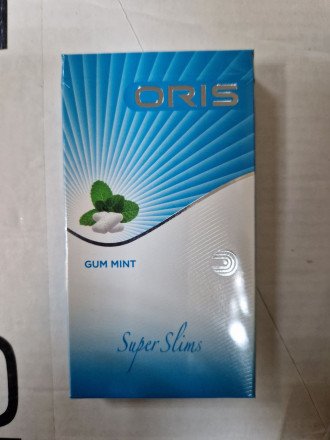 ORIS
GUM MINT
Super Slims